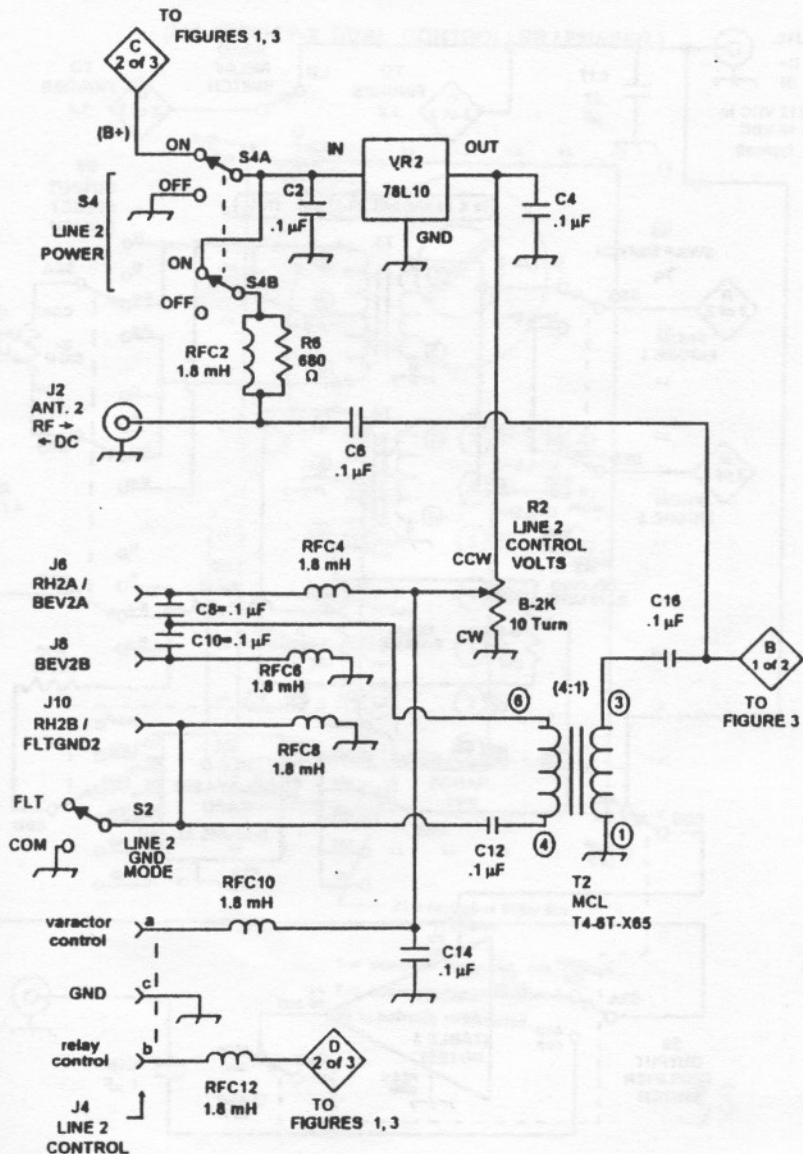 TO
FIGURES 1, 3
C
2 of 3
(B+)
ON
S4A
OFF
S4
LINE 2
POWER
ON
S4B
OFF
IN
VR2
78L10
OUT
GND
C2
.1 µF
C4
.1 µF
RFC2
1.8 mH
R6
680
Ω
J2
ANT. 2
RF →
← DC
C6
.1 µF
R2
LINE 2
CONTROL
VOLTS
CCW
B-2K
10 Turn
CW
J6
RH2A /
BEV2A
RFC4
1.8 mH
C8= .1 µF
C10= .1 µF
J8
BEV2B
RFC6
1.8 mH
J10
RH2B /
FLTGND2
RFC8
1.8 mH
C16
.1 µF
B
1 of 2
TO
FIGURE 3
6
{4:1}
3
4
1
FLT
S2
COM
LINE 2
GND
MODE
C12
.1 µF
T2
MCL
T4-6T-X65
RFC10
1.8 mH
varactor
control
a
C14
.1 µF
GND
c
relay
control
b
RFC12
1.8 mH
D
2 of 3
TO
FIGURES 1, 3
J4
LINE 2
CONTROL